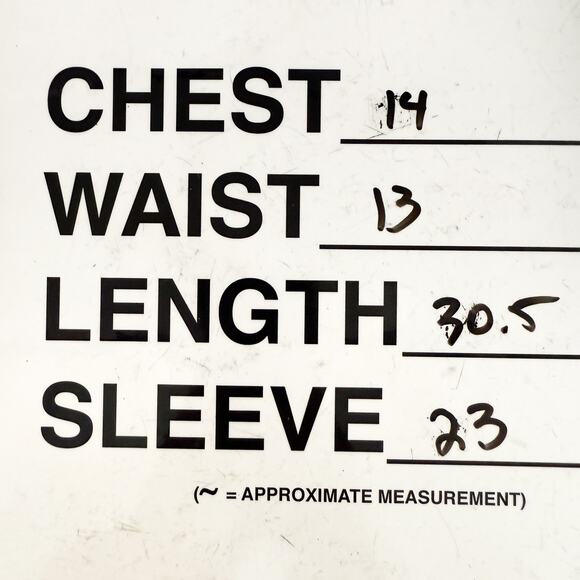 CHEST 14
WAIST 13
LENGTH 30.5
SLEEVE 23
(~ = APPROXIMATE MEASUREMENT)